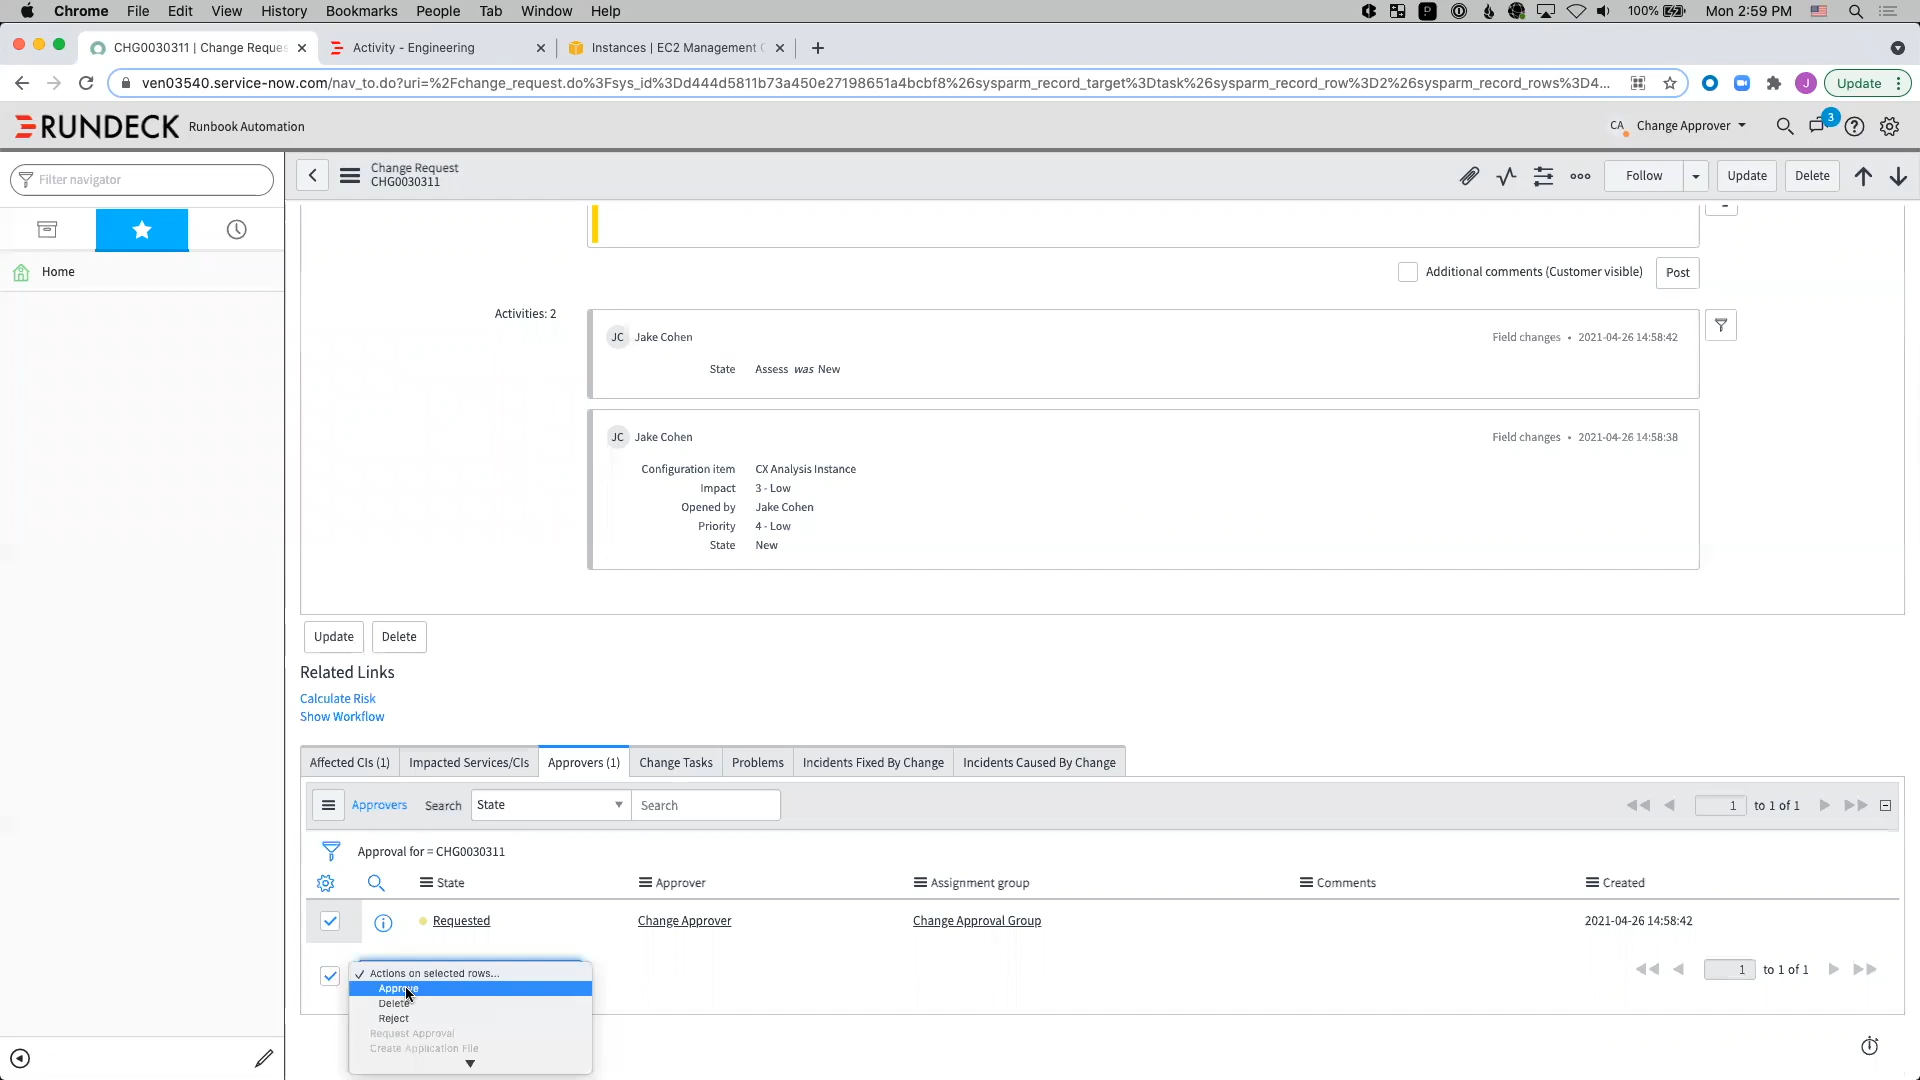 Chrome File Edit View History Bookmarks People Tab Window Help 100% Mon 2:59 PM
CHG0030311 | Change Reques Activity - Engineering Instances | EC2 Management C
ven03540.service-now.com/nav_to.do?uri=%2Fchange_request.do%3Fsys_id%3Dd444d5811b73a450e27198651a4bcbf8%26sysparm_record_target%3Dtask%26sysparm_record_row%3D2%26sysparm_record_rows%3D4... J Update
RUNDECK Runbook Automation CA Change Approver 3
Filter navigator
Change Request
CHG0030311
Follow Update Delete
Home
Additional comments (Customer visible) Post
Activities: 2
JC Jake Cohen Field changes • 2021-04-26 14:58:42
State Assess was New
JC Jake Cohen Field changes • 2021-04-26 14:58:38
Configuration item CX Analysis Instance
Impact 3 - Low
Opened by Jake Cohen
Priority 4 - Low
State New
Update Delete
Related Links
Calculate Risk
Show Workflow
Affected CIs (1) Impacted Services/CIs Approvers (1) Change Tasks Problems Incidents Fixed By Change Incidents Caused By Change
Approvers Search State Search 1 to 1 of 1
Approval for = CHG0030311
State Approver Assignment group Comments Created
Requested Change Approver Change Approval Group 2021-04-26 14:58:42
Actions on selected rows... 1 to 1 of 1
Approve
Delete
Reject
Request Approval
Create Application File